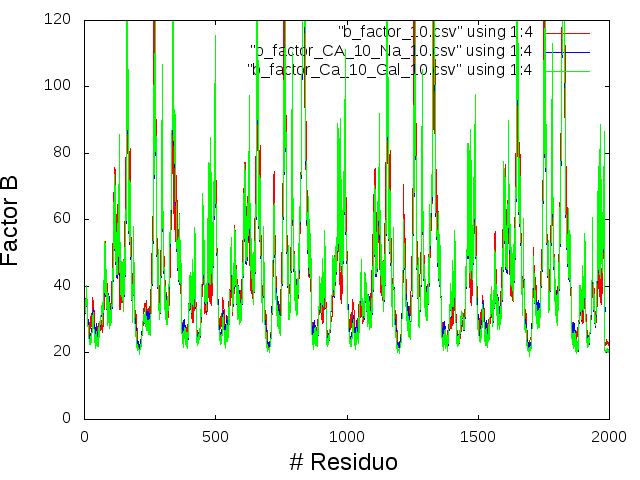 "b_factor_10.csv" using 1:4
"b_factor_CA_10_Na_10.csv" using 1:4
"b_factor_Ca_10_Gal_10.csv" using 1:4
120
100
80
60
40
20
0
Factor B
0
500
1000
1500
2000
# Residuo